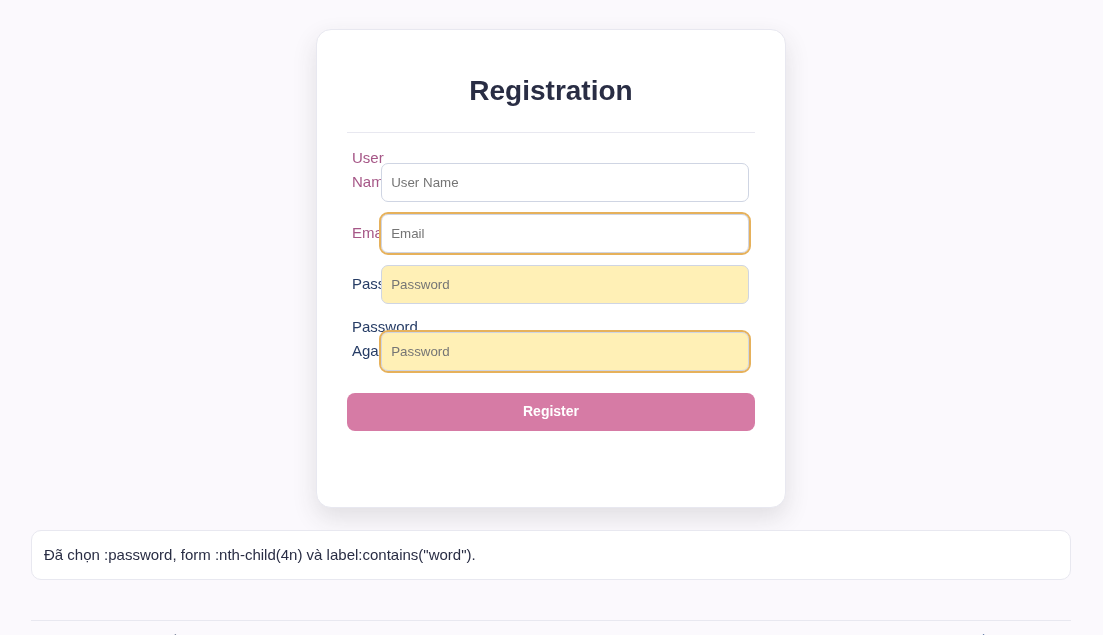 Registration
User
Nam
User Name
Ema
Email
Pass
Password
Password
Aga
Password
Register
Đã chọn :password, form :nth-child(4n) và label:contains("word").